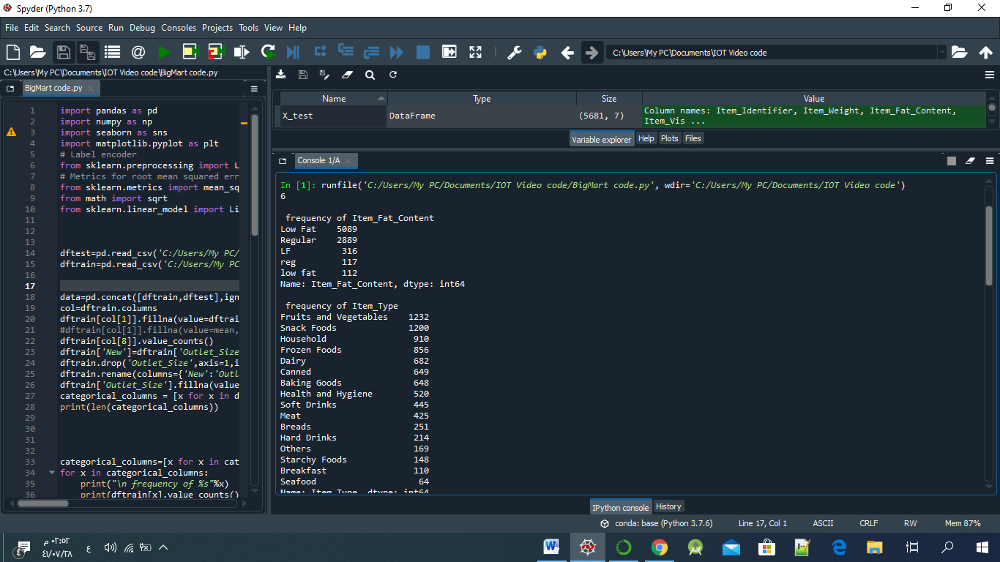 Spyder (Python 3.7)
File Edit Search Source Run Debug Consoles Projects Tools View Help
C:\Users\My PC\Documents\IOT Video code
C:\Users\My PC\Documents\IOT Video code\BigMart code.py
BigMart code.py
1 import pandas as pd
2 import numpy as np
3 import seaborn as sns
4 import matplotlib.pyplot as plt
5 # Label encoder
6 from sklearn.preprocessing import L
7 # Metrics for root mean squared err
8 from sklearn.metrics import mean_sq
9 from math import sqrt
10 from sklearn.linear_model import Li
11
12
13
14 dftest=pd.read_csv('C:/Users/My PC/
15 dftrain=pd.read_csv('C:/Users/My PC
16
17
18 data=pd.concat([dftrain,dftest],ign
19 col=dftrain.columns
20 dftrain[col[1]].fillna(value=dftrai
21 #dftrain[col[1]].fillna(value=mean,
22 dftrain[col[8]].value_counts()
23 dftrain['New']=dftrain['Outlet_Size
24 dftrain.drop('Outlet_Size',axis=1,i
25 dftrain.rename(columns={'New':'Outl
26 dftrain['Outlet_Size'].fillna(value
27 categorical_columns = [x for x in d
28 print(len(categorical_columns))
29
30
31
32
33 categorical_columns=[x for x in cat
34 for x in categorical_columns:
35 print("\n frequency of %s"%x)
36 print(dftrain[x].value_counts()
Name Type Size Value
X_test DataFrame (5681, 7) Column names: Item_Identifier, Item_Weight, Item_Fat_Content,
Item_Vis ...
Variable explorer Help Plots Files
Console 1/A
In [1]: runfile('C:/Users/My PC/Documents/IOT Video code/BigMart code.py', wdir='C:/Users/My PC/Documents/IOT Video code')
6
frequency of Item_Fat_Content
Low Fat 5089
Regular 2889
LF 316
reg 117
low fat 112
Name: Item_Fat_Content, dtype: int64
frequency of Item_Type
Fruits and Vegetables 1232
Snack Foods 1200
Household 910
Frozen Foods 856
Dairy 682
Canned 649
Baking Goods 648
Health and Hygiene 520
Soft Drinks 445
Meat 425
Breads 251
Hard Drinks 214
Others 169
Starchy Foods 148
Breakfast 110
Seafood 64
Name: Item_Type, dtype: int64
IPython console History
conda: base (Python 3.7.6) Line 17, Col 1 ASCII CRLF RW Mem 87%
٠٢:٥٣ م
٤١/٠٧/٢٨
ع
٤